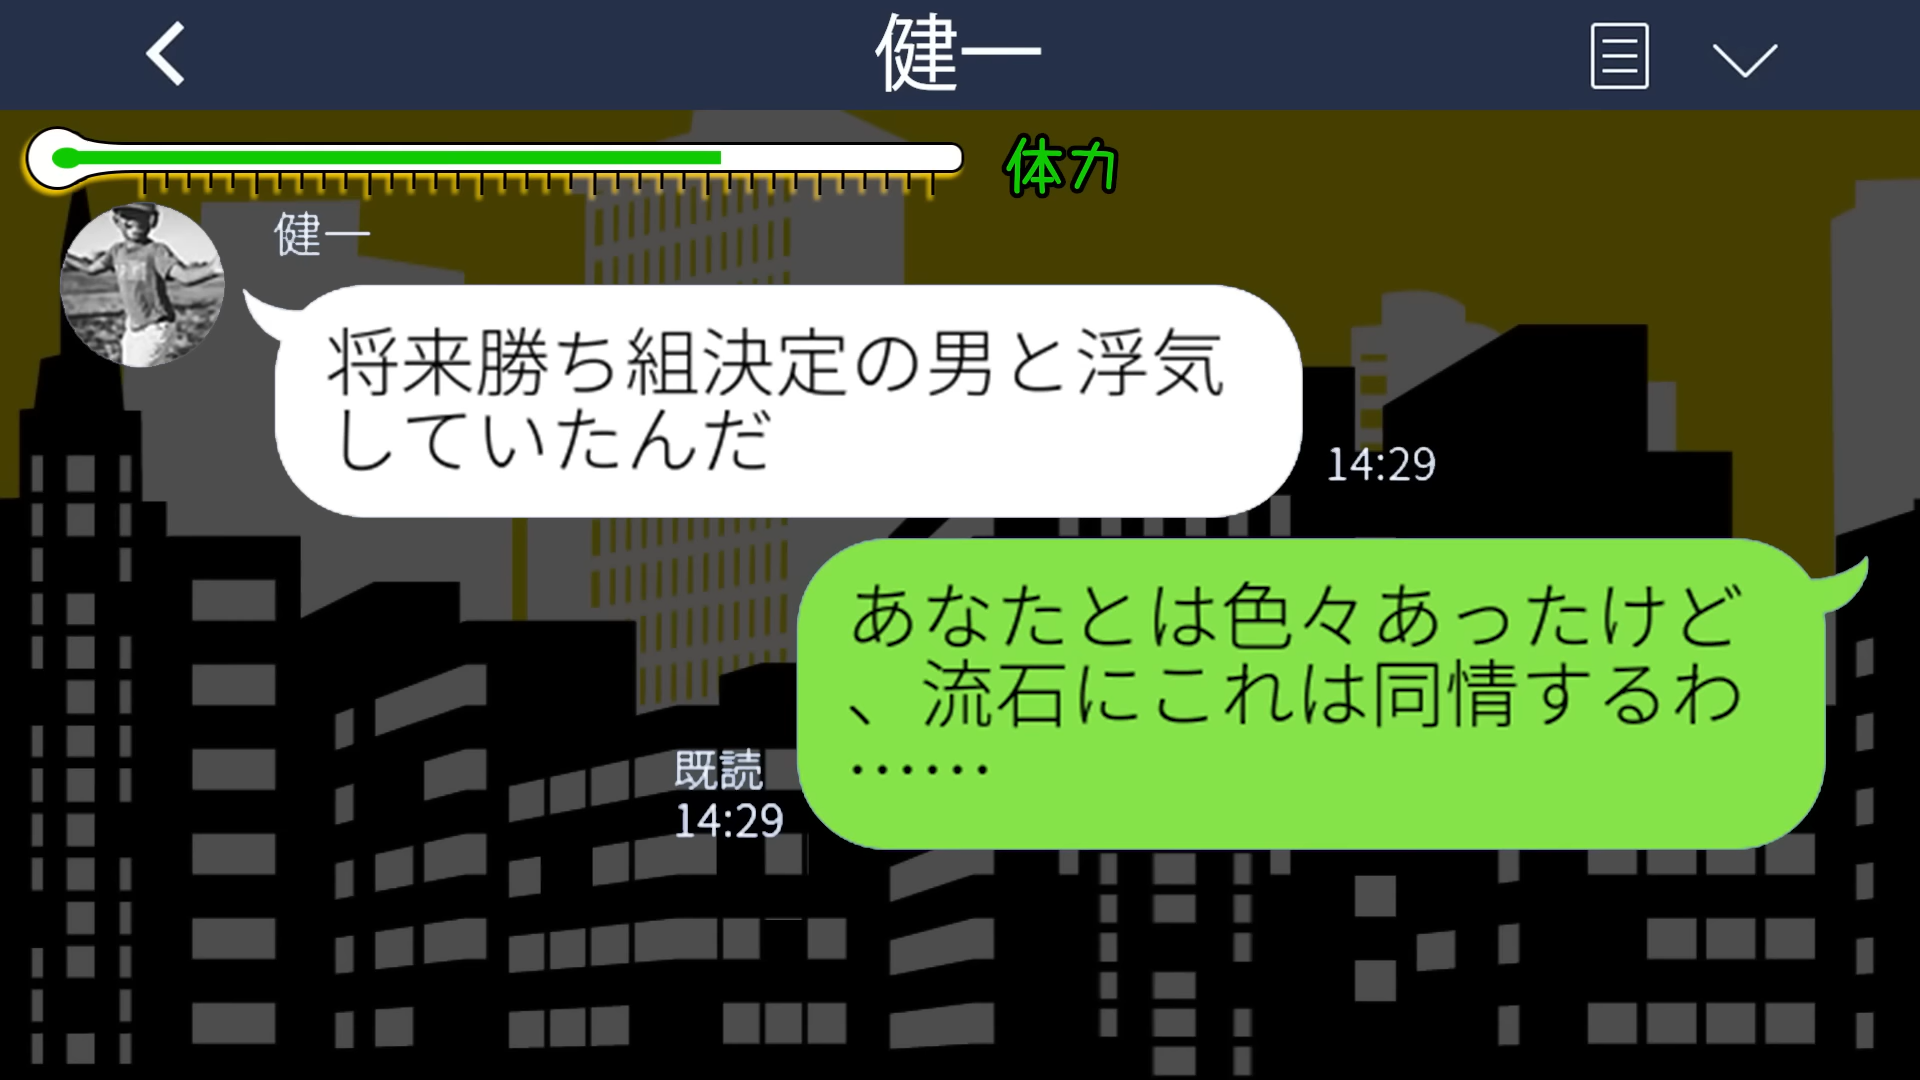 健一
体力
健一
将来勝ち組決定の男と浮気
していたんだ
14:29
あなたとは色々あったけど
、流石にこれは同情するわ
……
既読
14:29